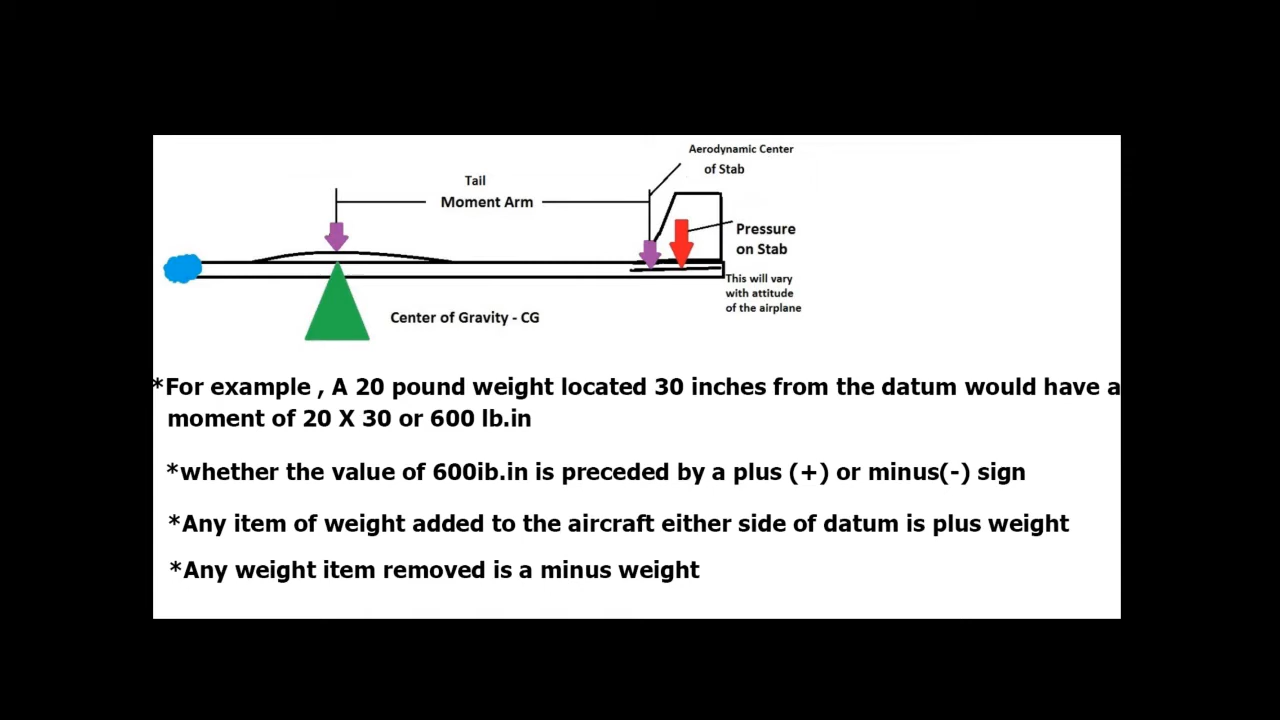 Aerodynamic Center
of Stab
Tail
Moment Arm
Pressure
on Stab
This will vary
with attitude
of the airplane
Center of Gravity - CG
*For example , A 20 pound weight located 30 inches from the datum would have a
moment of 20 X 30 or 600 lb.in
*whether the value of 600ib.in is preceded by a plus (+) or minus(-) sign
*Any item of weight added to the aircraft either side of datum is plus weight
*Any weight item removed is a minus weight